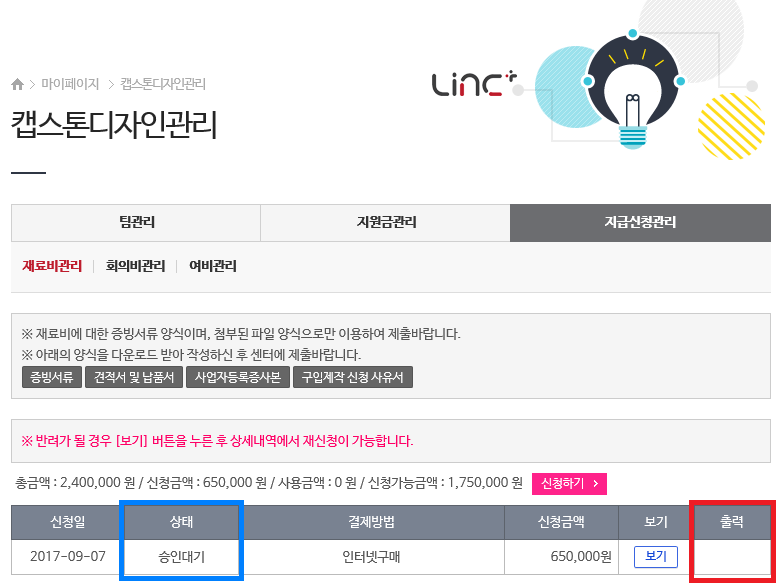 LINC+
마이페이지 > 캡스톤디자인관리
캡스톤디자인관리
팀관리 지원금관리 지급신청관리
재료비관리 회의비관리 여비관리
※ 재료비에 대한 증빙서류 양식이며, 첨부된 파일 양식으로만 이용하여 제출바랍니다.
※ 아래의 양식을 다운로드 받아 작성하신 후 센터에 제출바랍니다.
증빙서류 견적서 및 납품서 사업자등록증사본 구입제작 신청 사유서
※ 반려가 될 경우 [보기] 버튼을 누른 후 상세내역에서 재신청이 가능합니다.
총금액 : 2,400,000 원 / 신청금액 : 650,000 원 / 사용금액 : 0 원 / 신청가능금액 : 1,750,000 원 신청하기 >
신청일 상태 결제방법 신청금액 보기 출력
2017-09-07 승인대기 인터넷구매 650,000원 보기